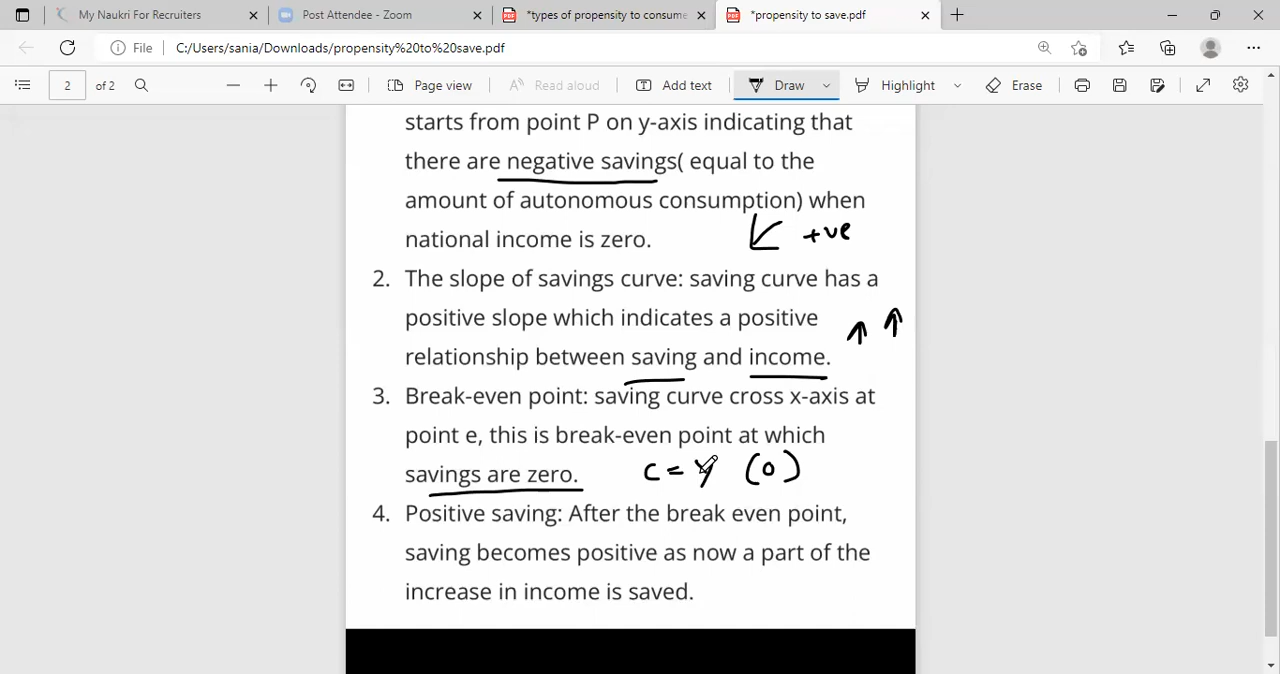 My Naukri For Recruiters
Post Attendee - Zoom
*types of propensity to consume
*propensity to save.pdf
File
C:/Users/sania/Downloads/propensity%20to%20save.pdf
2 of 2
Page view
Read aloud
Add text
Draw
Highlight
Erase
starts from point P on y-axis indicating that
there are negative savings( equal to the
amount of autonomous consumption) when
national income is zero.
+ve
2. The slope of savings curve: saving curve has a
positive slope which indicates a positive
relationship between saving and income.
3. Break-even point: saving curve cross x-axis at
point e, this is break-even point at which
savings are zero.
C = Y (0)
4. Positive saving: After the break even point,
saving becomes positive as now a part of the
increase in income is saved.